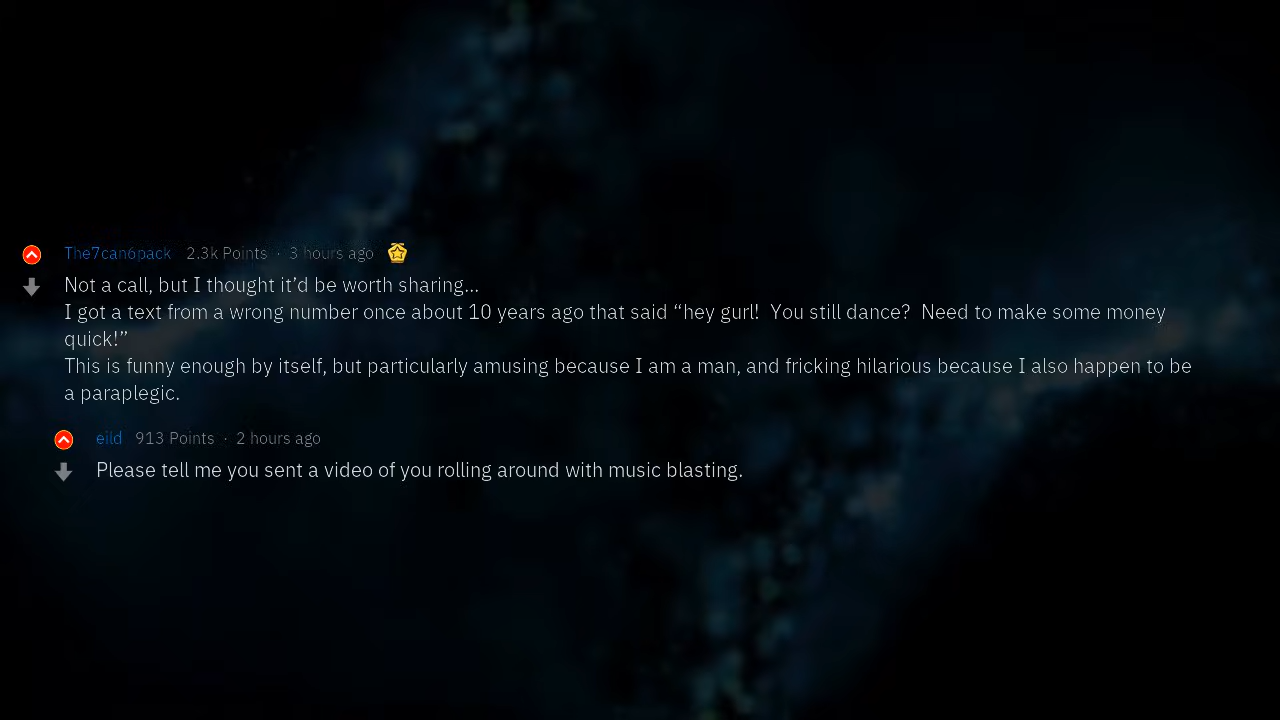 The7can6pack 2.3k Points · 3 hours ago
Not a call, but I thought it’d be worth sharing...
I got a text from a wrong number once about 10 years ago that said “hey gurl!  You still dance?  Need to make some money
quick!”
This is funny enough by itself, but particularly amusing because I am a man, and fricking hilarious because I also happen to be
a paraplegic.
eild 913 Points · 2 hours ago
Please tell me you sent a video of you rolling around with music blasting.